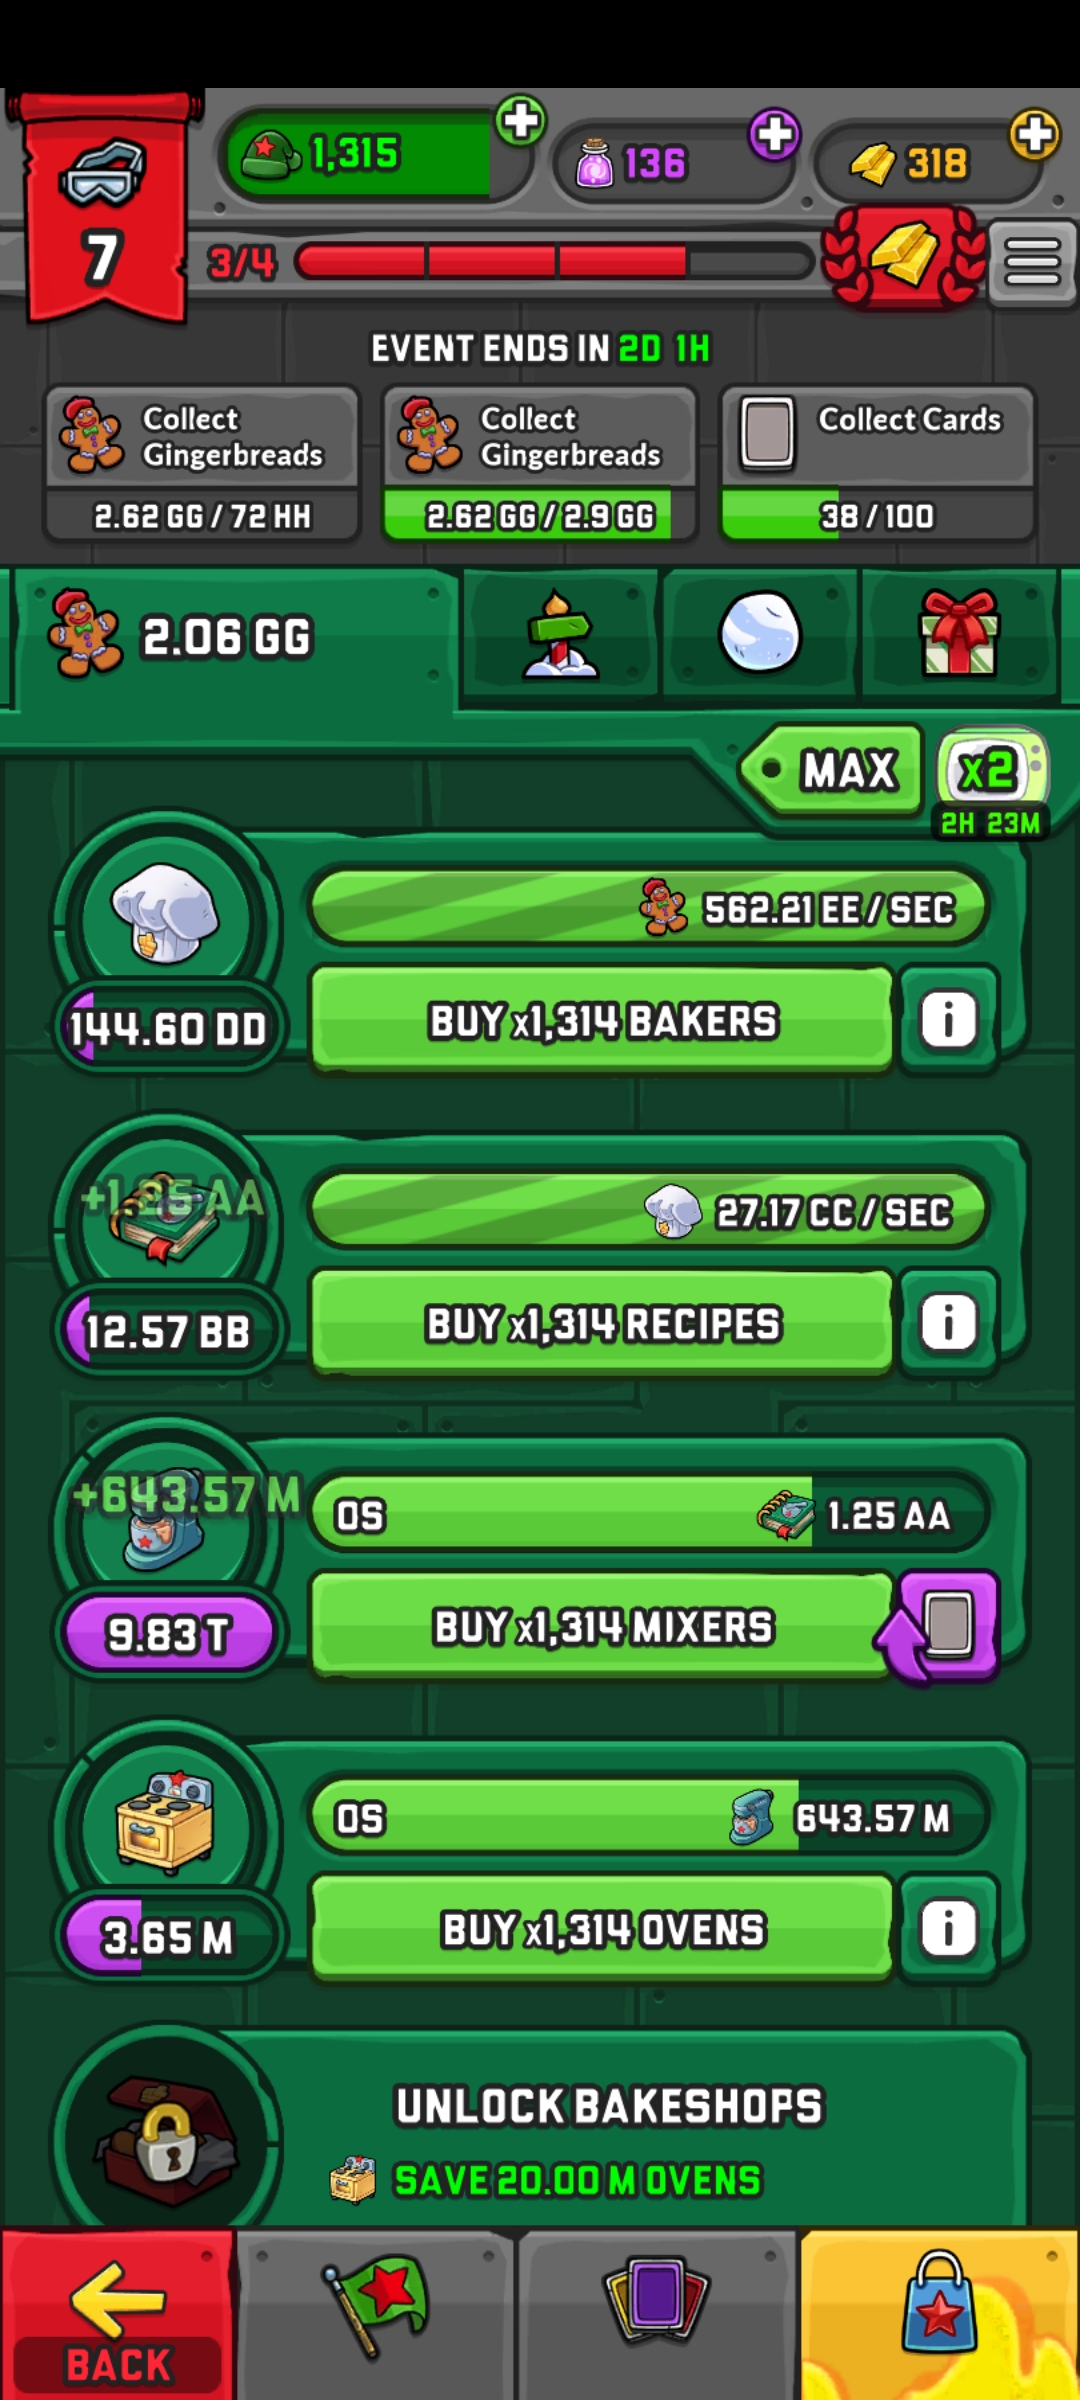 1,315
136
318
7
3/4
EVENT ENDS IN 2D 1H
Collect
Gingerbreads
2.62 GG / 72 HH
Collect
Gingerbreads
2.62 GG / 2.9 GG
Collect Cards
38 / 100
2.06 GG
MAX
x2
2H 23M
562.21 EE / SEC
144.60 DD
BUY x1,314 BAKERS
i
+1.25 AA
27.17 CC / SEC
12.57 BB
BUY x1,314 RECIPES
i
+643.57 M
0S
1.25 AA
9.83 T
BUY x1,314 MIXERS
0S
643.57 M
3.65 M
BUY x1,314 OVENS
i
UNLOCK BAKESHOPS
SAVE 20.00 M OVENS
BACK